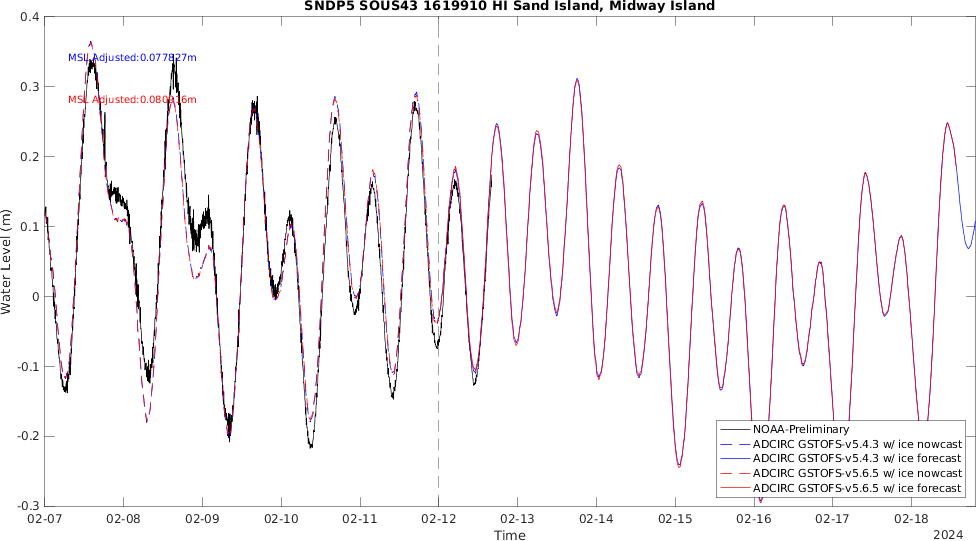 SNDP5 SOUS43 1619910 HI Sand Island, Midway Island
0.4
0.3
0.2
0.1
0
-0.1
-0.2
-0.3
Water Level (m)
MSL Adjusted:0.077827m
MSL
NOAA-Preliminary
ADCIRC GSTOFS-v5.4.3 w/ ice nowcast
ADCIRC GSTOFS-v5.4.3 w/ ice forecast
ADCIRC GSTOFS-v5.6.5 w/ ice nowcast
ADCIRC GSTOFS-v5.6.5 w/ ice forecast
02-07 02-08 02-09 02-10 02-11 02-12 02-13 02-14 02-15 02-16 02-17 02-18
Time
2024